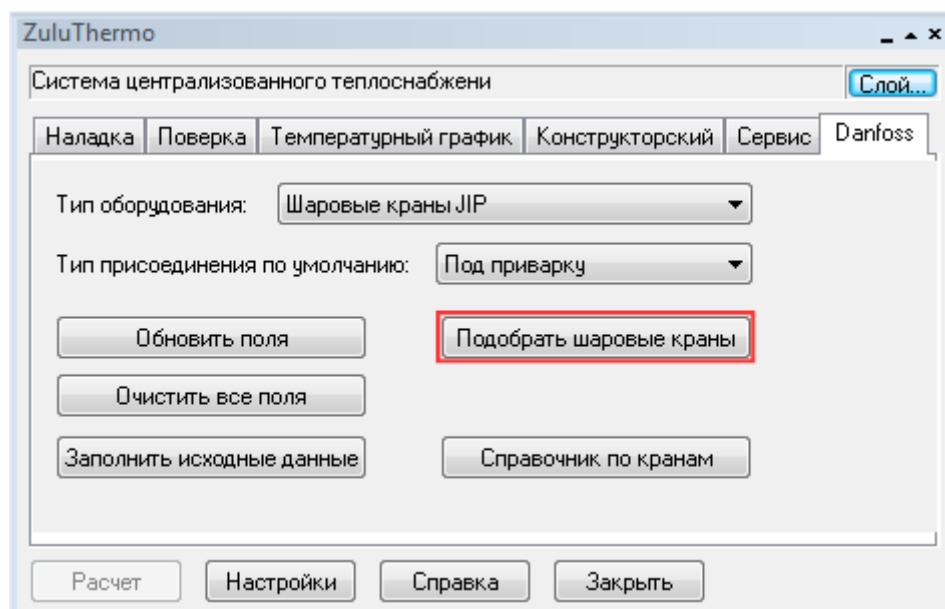 ZuluThermo
Система централизованного теплоснабжени
Слой...
Наладка Поверка Температурный график Конструкторский Сервис Danfoss
Тип оборудования: Шаровые краны JIP
Тип присоединения по умолчанию: Под приварку
Обновить поля Подобрать шаровые краны
Очистить все поля
Заполнить исходные данные Справочник по кранам
Расчет Настройки Справка Закрыть